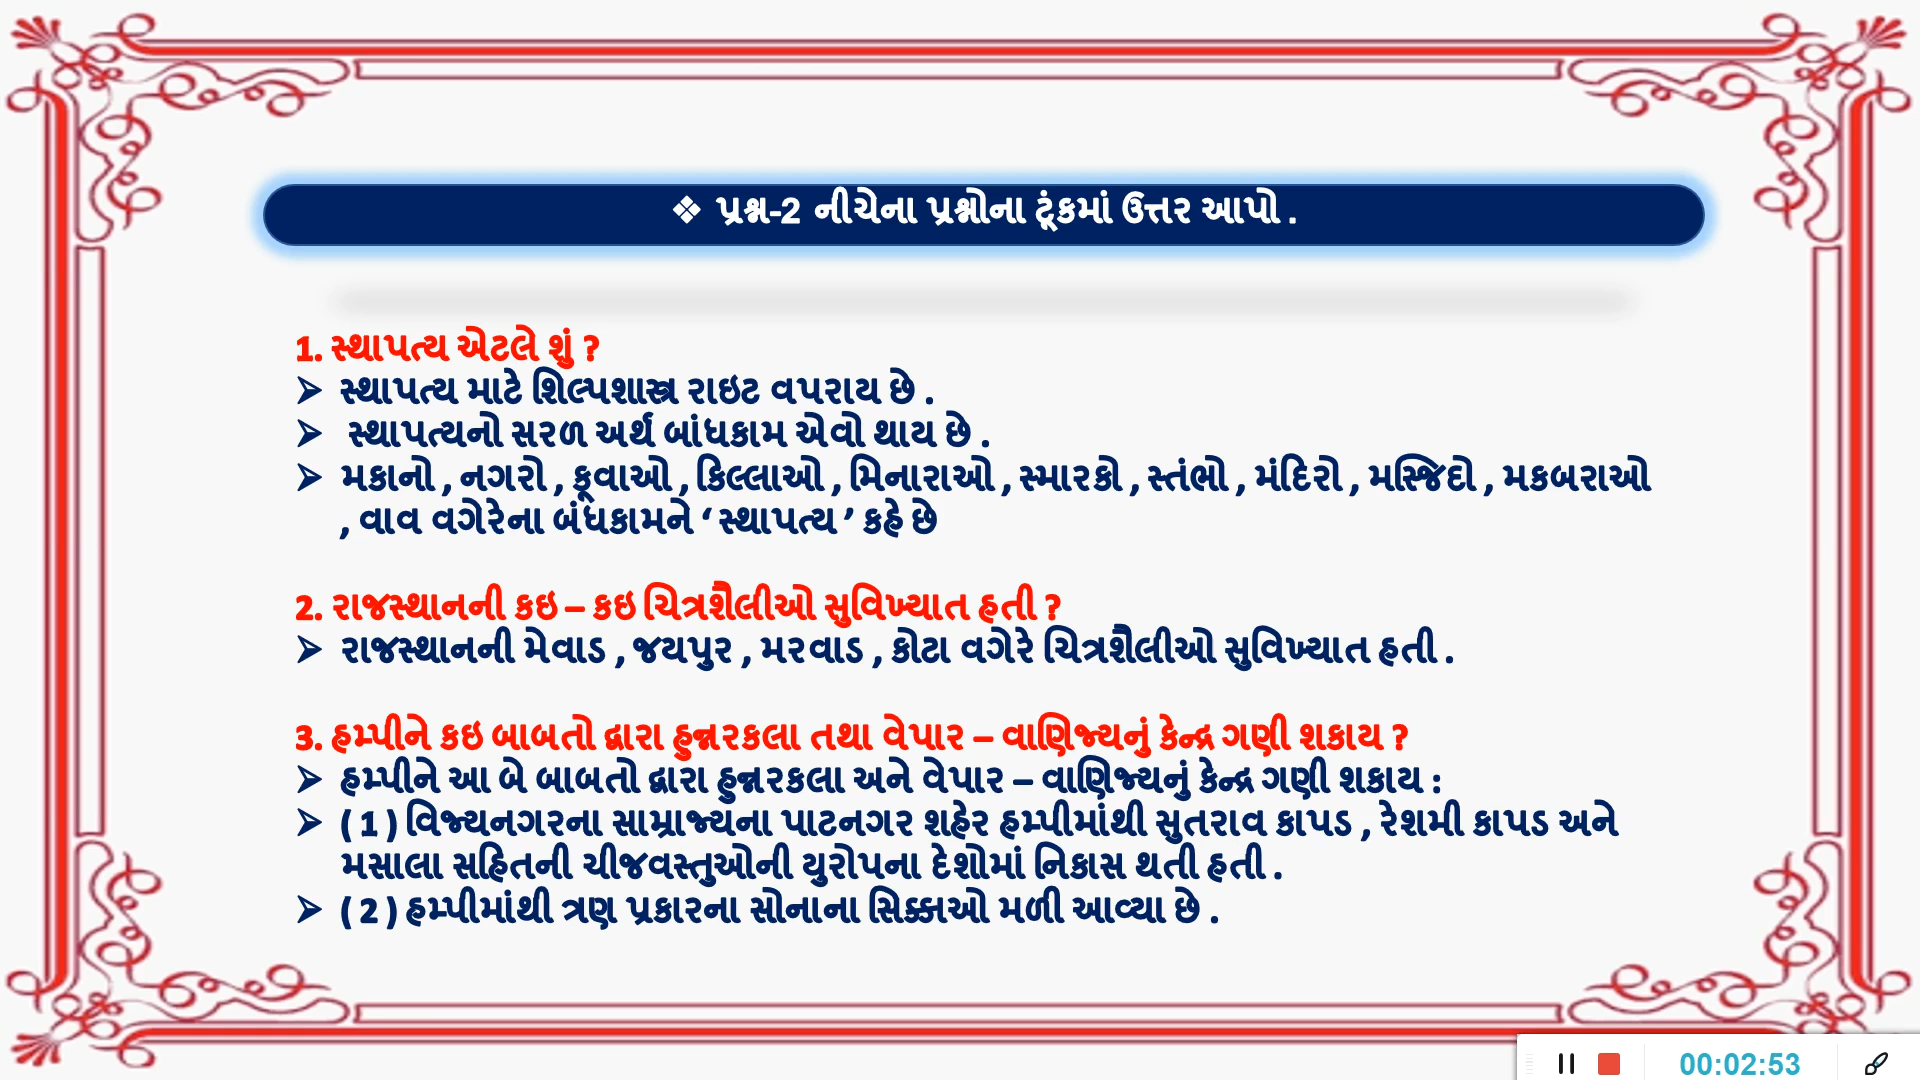 ❖ પ્રશ્ન-2 નીચેના પ્રશ્નોના ટૂંકમાં ઉત્તર આપો .
1. સ્થાપત્ય એટલે શું ?
➢ સ્થાપત્ય માટે શિલ્પશાસ્ત્ર રાઇટ વપરાય છે .
➢ સ્થાપત્યનો સરળ અર્થ બાંધકામ એવો થાય છે .
➢ મકાનો , નગરો , કૂવાઓ , કિલ્લાઓ , મિનારાઓ , સ્મારકો , સ્તંભો , મંદિરો , મસ્જિદો , મકબરાઓ
, વાવ વગેરેના બંધકામને ‘ સ્થાપત્ય ’ કહે છે
2. રાજસ્થાનની કઇ – કઇ ચિત્રશૈલીઓ સુવિખ્યાત હતી ?
➢ રાજસ્થાનની મેવાડ , જયપુર , મરવાડ , કોટા વગેરે ચિત્રશૈલીઓ સુવિખ્યાત હતી .
3. હમ્પીને કઇ બાબતો દ્વારા હુન્નરકલા તથા વેપાર – વાણિજ્યનું કેન્દ્ર ગણી શકાય ?
➢ હમ્પીને આ બે બાબતો દ્વારા હુન્નરકલા અને વેપાર – વાણિજ્યનું કેન્દ્ર ગણી શકાય :
➢ ( 1 ) વિજ્યનગરના સામ્રાજ્યના પાટનગર શહેર હમ્પીમાંથી સુતરાવ કાપડ , રેશમી કાપડ અને
મસાલા સહિતની ચીજવસ્તુઓની યુરોપના દેશોમાં નિકાસ થતી હતી .
➢ ( 2 ) હમ્પીમાંથી ત્રણ પ્રકારના સોનાના સિક્કાઓ મળી આવ્યા છે .
00:02:53